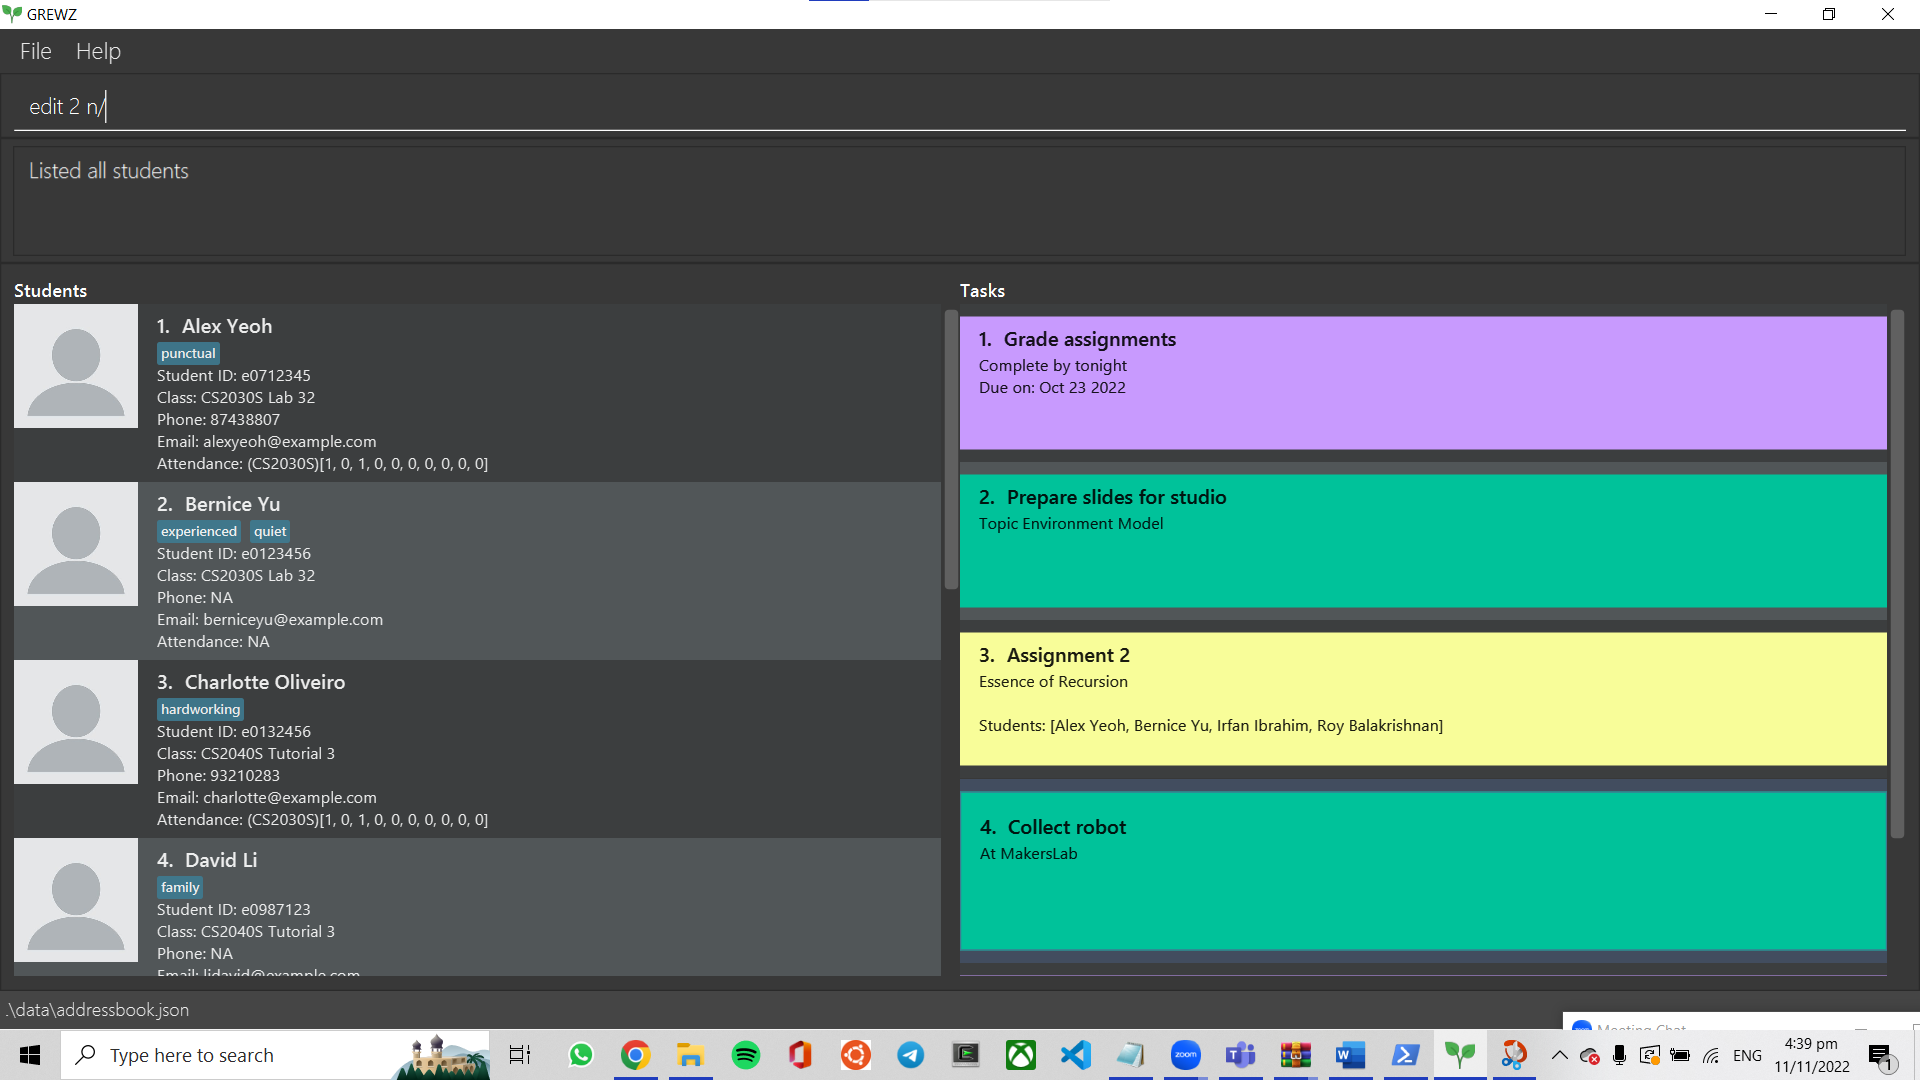 GREWZ
File Help
edit 2 n/
Listed all students
Students
1. Alex Yeoh
punctual
Student ID: e0712345
Class: CS2030S Lab 32
Phone: 87438807
Email: alexyeoh@example.com
Attendance: (CS2030S)[1, 0, 1, 0, 0, 0, 0, 0, 0, 0]
2. Bernice Yu
experienced quiet
Student ID: e0123456
Class: CS2030S Lab 32
Phone: NA
Email: berniceyu@example.com
Attendance: NA
3. Charlotte Oliveiro
hardworking
Student ID: e0132456
Class: CS2040S Tutorial 3
Phone: 93210283
Email: charlotte@example.com
Attendance: (CS2030S)[1, 0, 1, 0, 0, 0, 0, 0, 0, 0]
4. David Li
family
Student ID: e0987123
Class: CS2040S Tutorial 3
Phone: NA
Email: lidavid@example.com
Tasks
1. Grade assignments
Complete by tonight
Due on: Oct 23 2022
2. Prepare slides for studio
Topic Environment Model
3. Assignment 2
Essence of Recursion
Students: [Alex Yeoh, Bernice Yu, Irfan Ibrahim, Roy Balakrishnan]
4. Collect robot
At MakersLab
.\data\addressbook.json
Meeting Chat
Type here to search
zoom
ENG
4:39 pm
11/11/2022
1